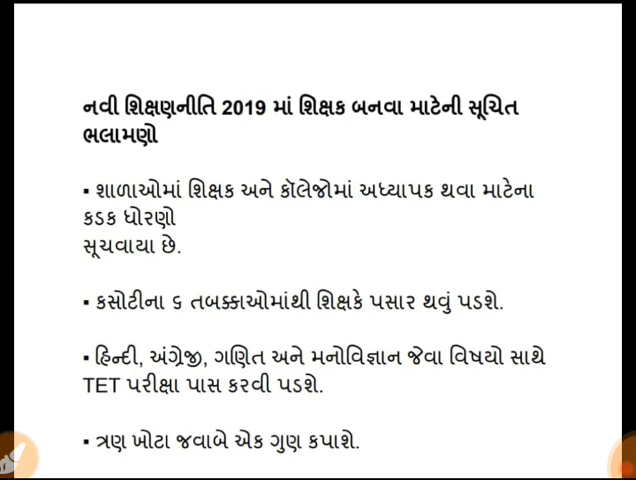 નવી શિક્ષણનીતિ 2019 માં શિક્ષક બનવા માટેની સૂચિત
ભલામણો
▪ શાળાઓમાં શિક્ષક અને કૉલેજોમાં અધ્યાપક થવા માટેના
કડક ધોરણો
સૂચવાયા છે.
▪ કસોટીના ૬ તબક્કાઓમાંથી શિક્ષકે પસાર થવું પડશે.
▪ હિન્દી, અંગ્રેજી, ગણિત અને મનોવિજ્ઞાન જેવા વિષયો સાથે
TET પરીક્ષા પાસ કરવી પડશે.
▪ ત્રણ ખોટા જવાબે એક ગુણ કપાશે.